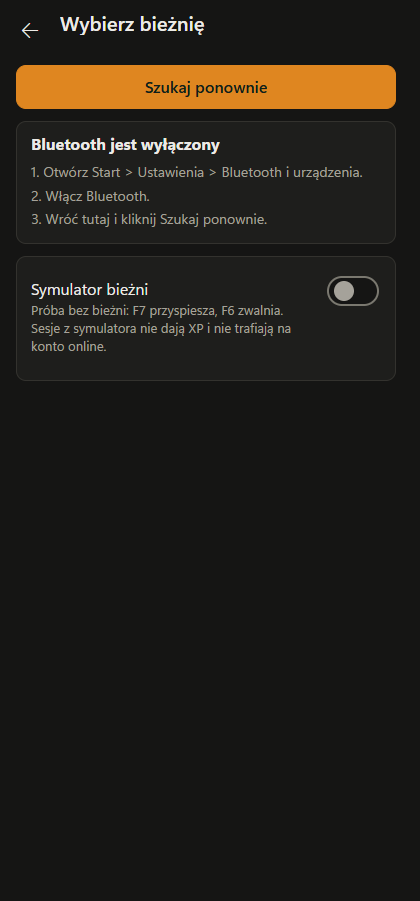 Wybierz bieżnię
Szukaj ponownie
Bluetooth jest wyłączony
1. Otwórz Start > Ustawienia > Bluetooth i urządzenia.
2. Włącz Bluetooth.
3. Wróć tutaj i kliknij Szukaj ponownie.
Symulator bieżni
Próba bez bieżni: F7 przyspiesza, F6 zwalnia.
Sesje z symulatora nie dają XP i nie trafiają na
konto online.